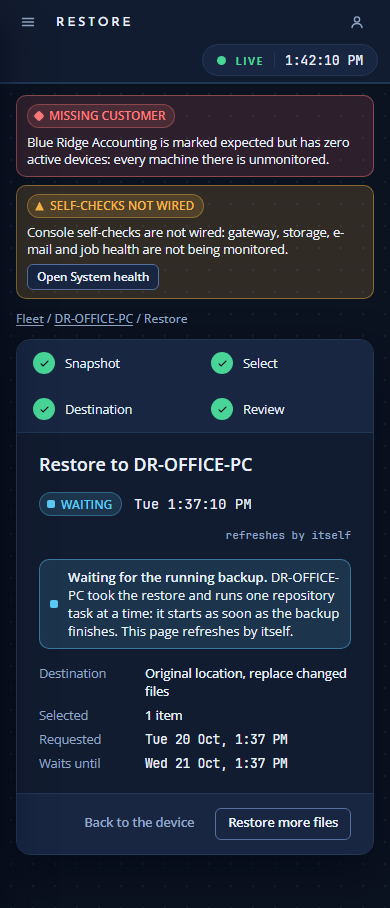 RESTORE
LIVE 1:42:10 PM
MISSING CUSTOMER
Blue Ridge Accounting is marked expected but has zero
active devices: every machine there is unmonitored.
SELF-CHECKS NOT WIRED
Console self-checks are not wired: gateway, storage, e-
mail and job health are not being monitored.
Open System health
Fleet / DR-OFFICE-PC / Restore
Snapshot
Select
Destination
Review
Restore to DR-OFFICE-PC
WAITING Tue 1:37:10 PM
refreshes by itself
Waiting for the running backup. DR-OFFICE-
PC took the restore and runs one repository
task at a time: it starts as soon as the backup
finishes. This page refreshes by itself.
Destination Original location, replace changed
files
Selected 1 item
Requested Tue 20 Oct, 1:37 PM
Waits until Wed 21 Oct, 1:37 PM
Back to the device Restore more files